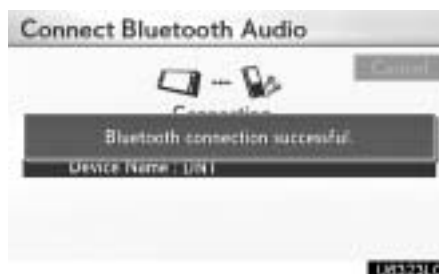 Connect Bluetooth Audio
Cancel
Bluetooth connection successful.
Device Name :